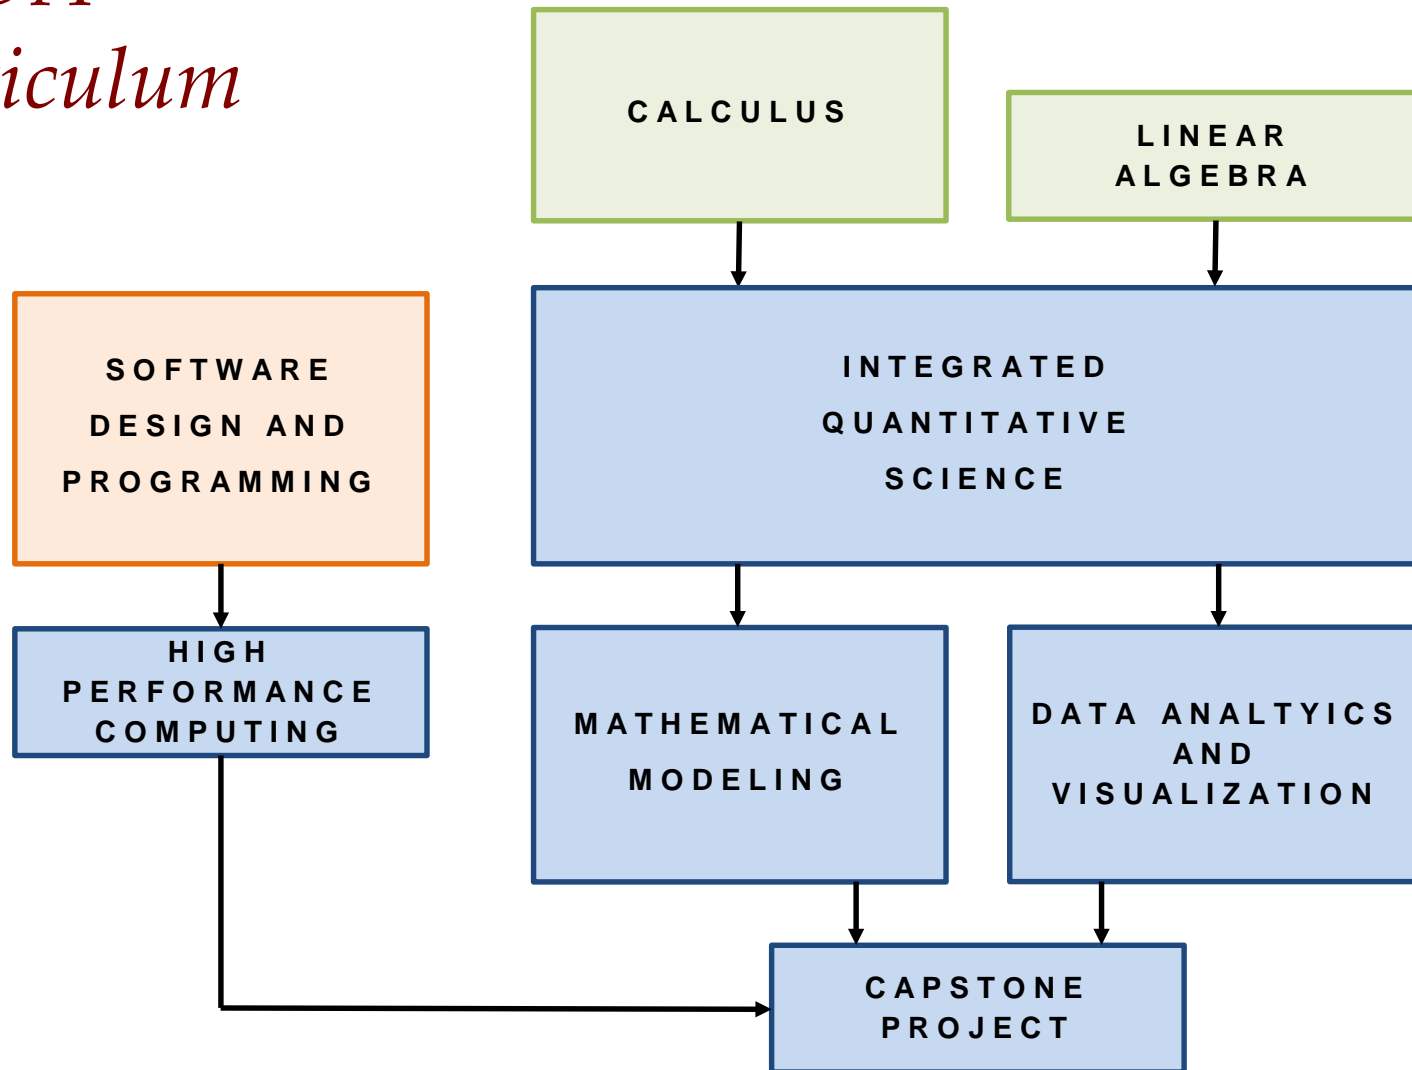 iculum
CALCULUS
LINEAR
ALGEBRA
SOFTWARE
DESIGN AND
PROGRAMMING
INTEGRATED
QUANTITATIVE
SCIENCE
HIGH
PERFORMANCE
COMPUTING
MATHEMATICAL
MODELING
DATA ANALTYICS
AND
VISUALIZATION
CAPSTONE
PROJECT